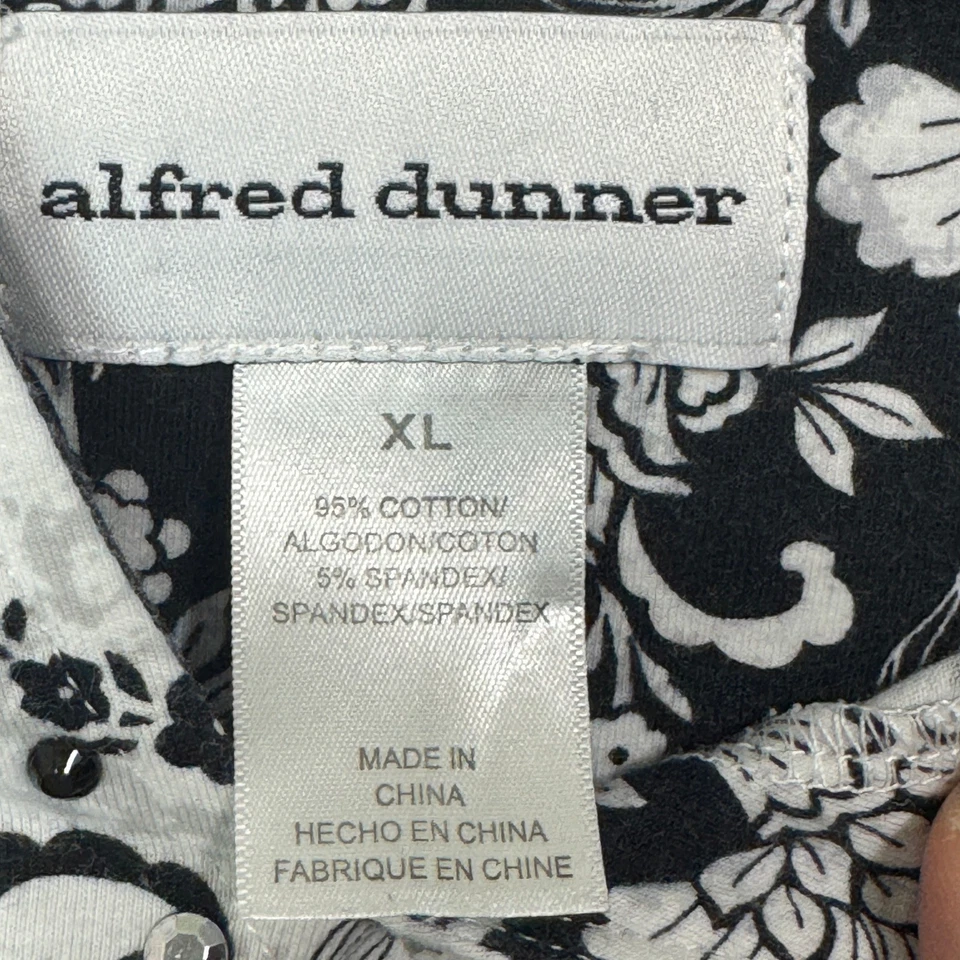 alfred dunner
XL
95% COTTON/
ALGODON/COTON
5% SPANDEX/
SPANDEX/SPANDEX
MADE IN
CHINA
HECHO EN CHINA
FABRIQUE EN CHINE